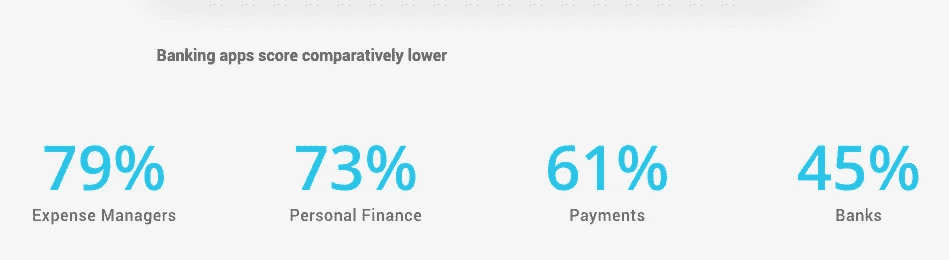 Banking apps score comparatively lower
79% 73% 61% 45%
Expense Managers Personal Finance Payments Banks